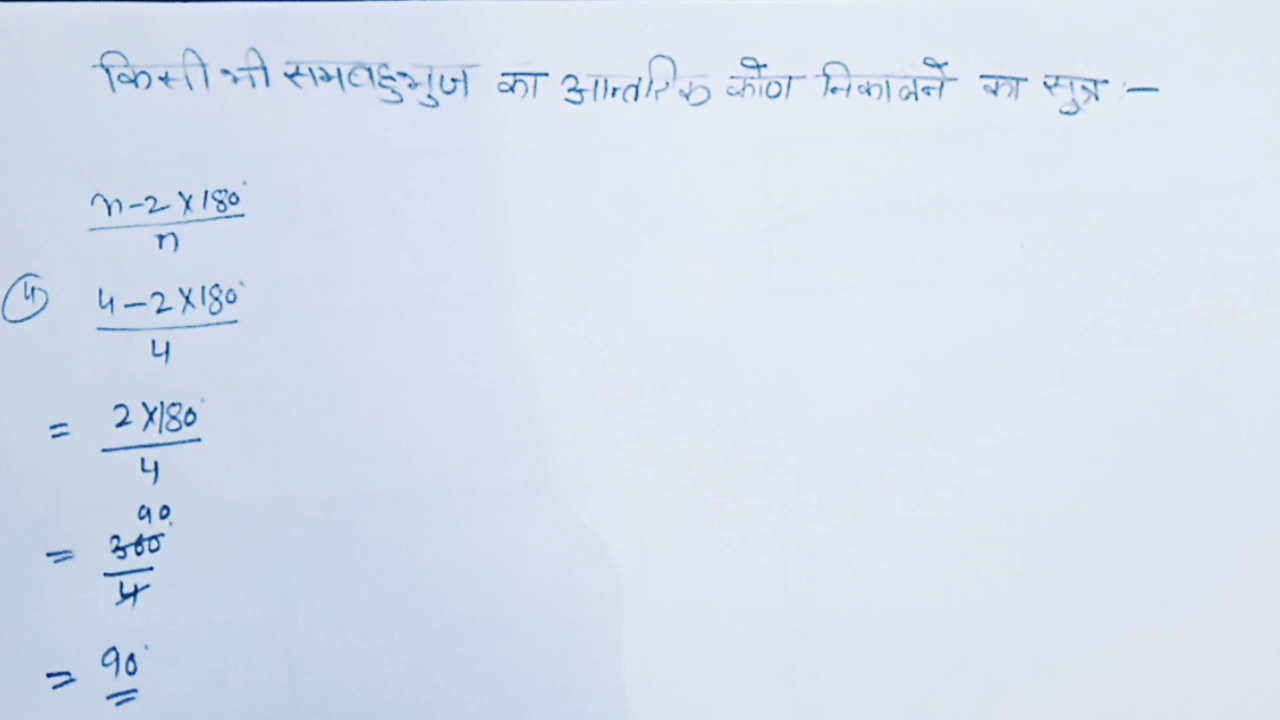 किसी भी समबहुभुज का आन्तरिक कोण निकालने का सुत्र :-
n-2×180°
n
4 4-2×180°
4
= 2×180°
4
90
= 360°
4
= 90°